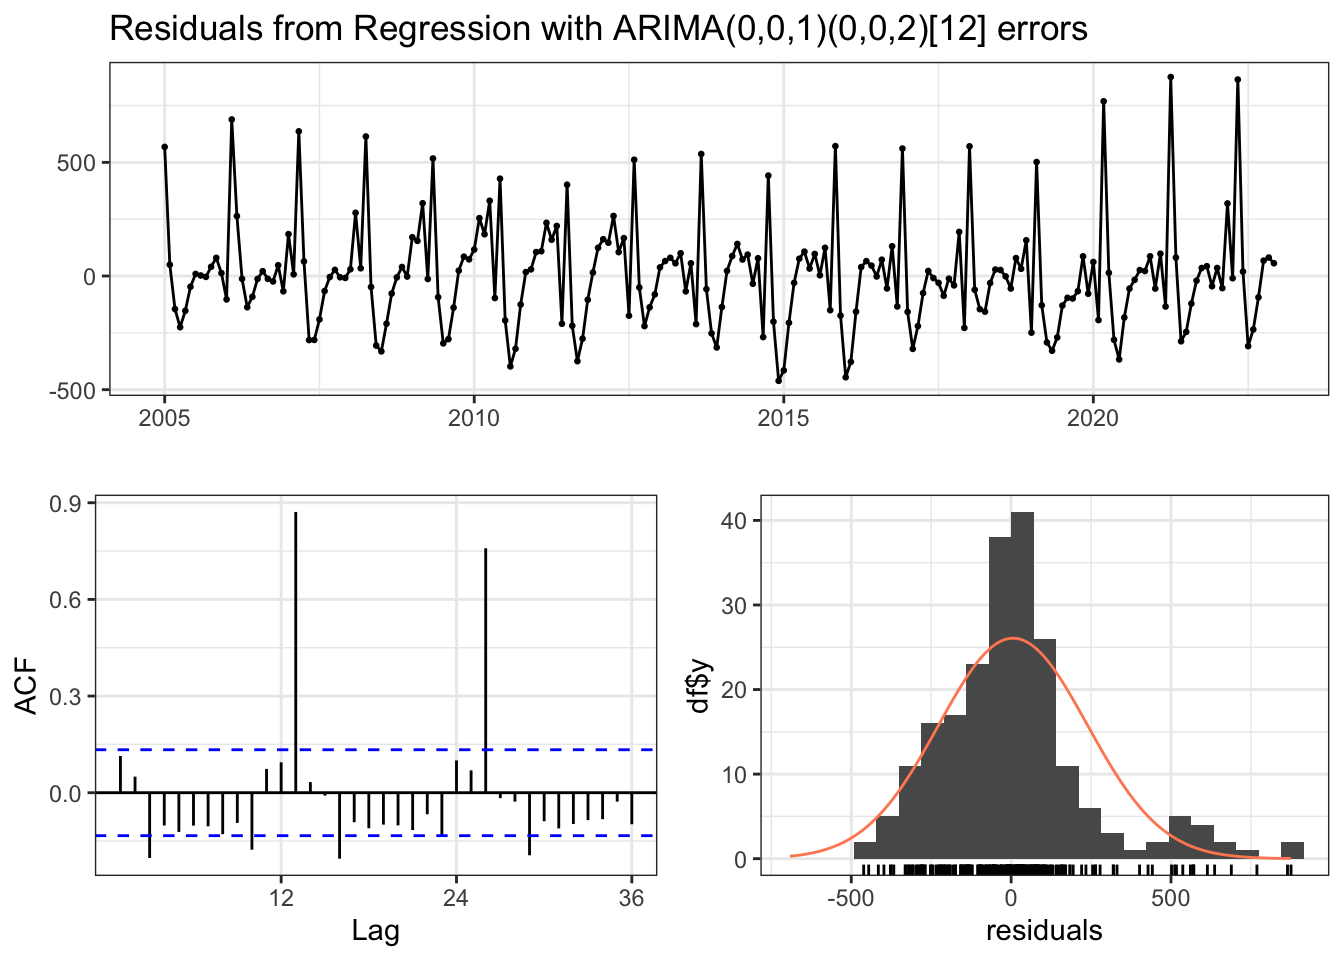 Residuals from Regression with ARIMA(0,0,1)(0,0,2)[12] errors
500
0
-500
2005 2010 2015 2020
ACF
0.9
0.6
0.3
0.0
12 24 36
Lag
df$y
40
30
20
10
0
-500 0 500
residuals